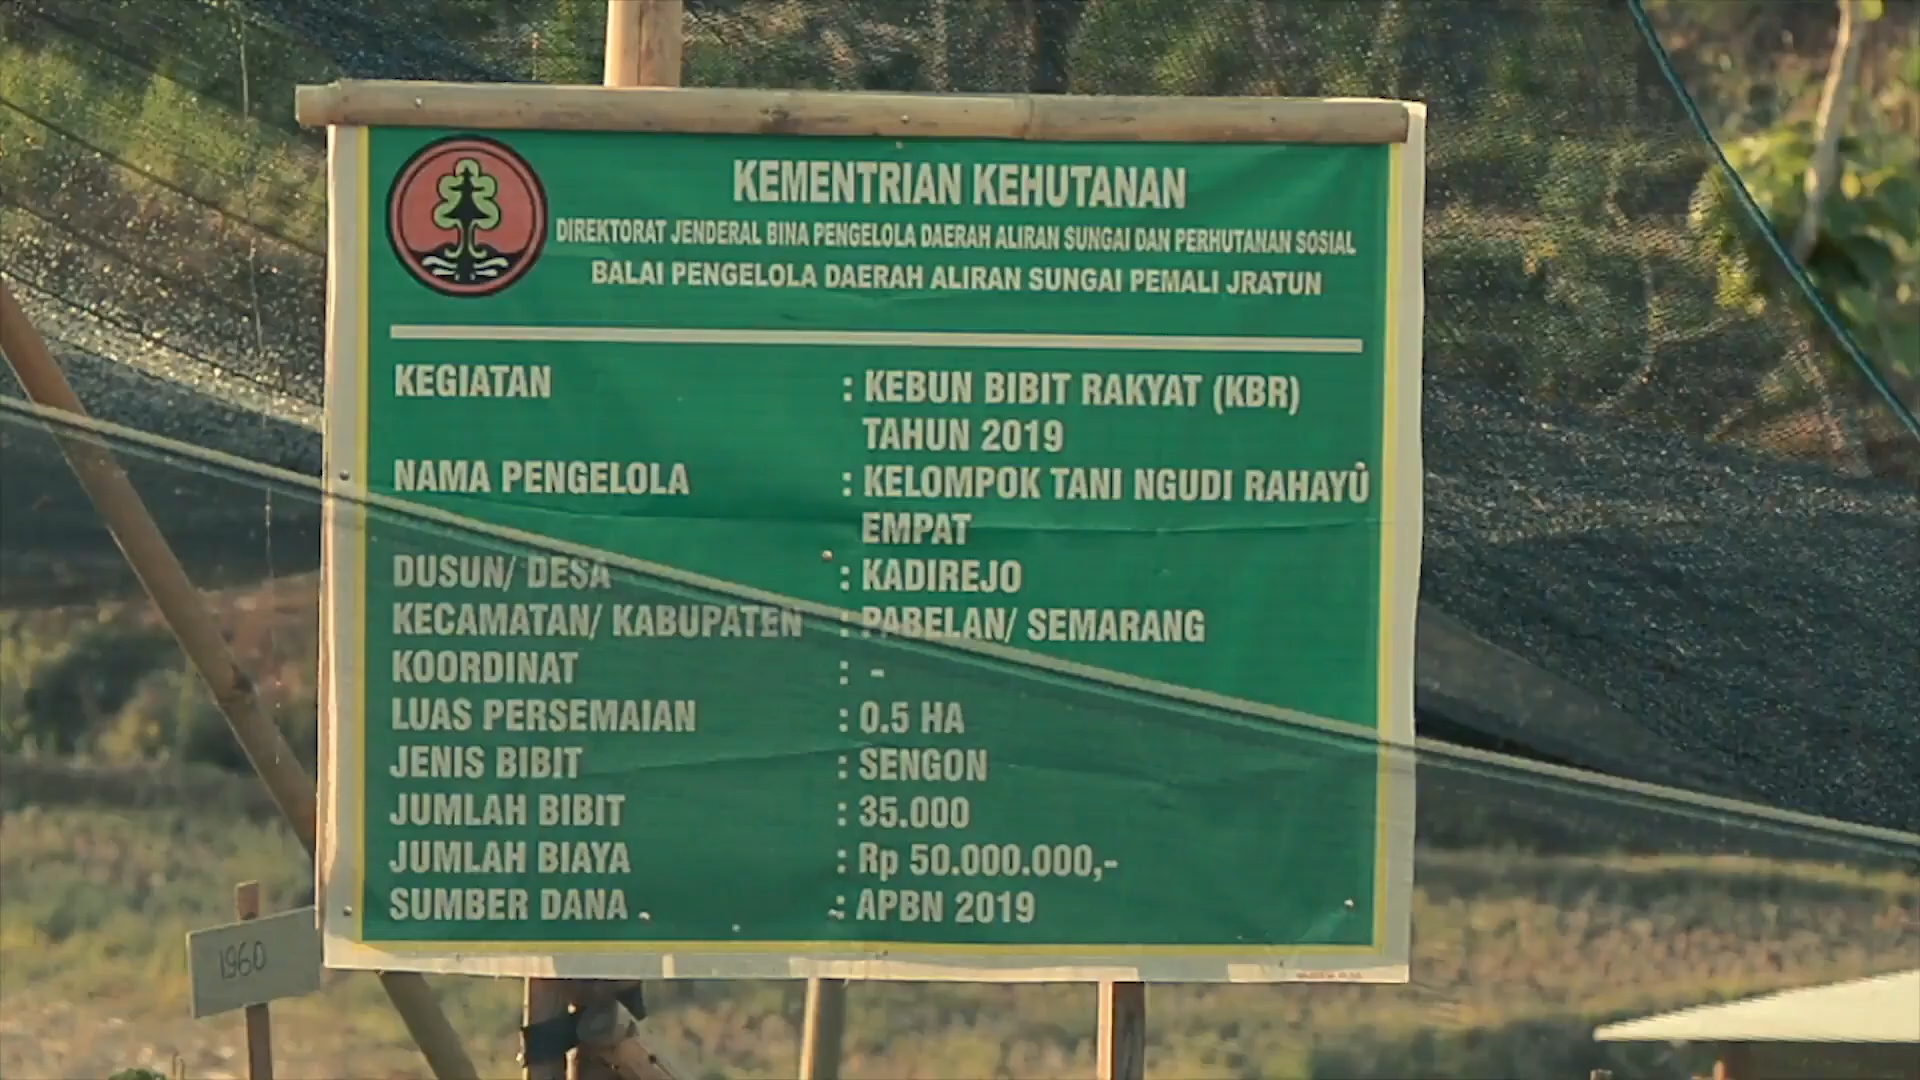 KEMENTRIAN KEHUTANAN
DIREKTORAT JENDERAL BINA PENGELOLA DAERAH ALIRAN SUNGAI DAN PERHUTANAN SOSIAL
BALAI PENGELOLA DAERAH ALIRAN SUNGAI PEMALI JRATUN
KEGIATAN : KEBUN BIBIT RAKYAT (KBR)
TAHUN 2019
NAMA PENGELOLA : KELOMPOK TANI NGUDI RAHAYU
EMPAT
DUSUN/ DESA : KADIREJO
KECAMATAN/ KABUPATEN : PABELAN/ SEMARANG
KOORDINAT : -
LUAS PERSEMAIAN : 0.5 HA
JENIS BIBIT : SENGON
JUMLAH BIBIT : 35.000
JUMLAH BIAYA : Rp 50.000.000,-
SUMBER DANA : APBN 2019
1960